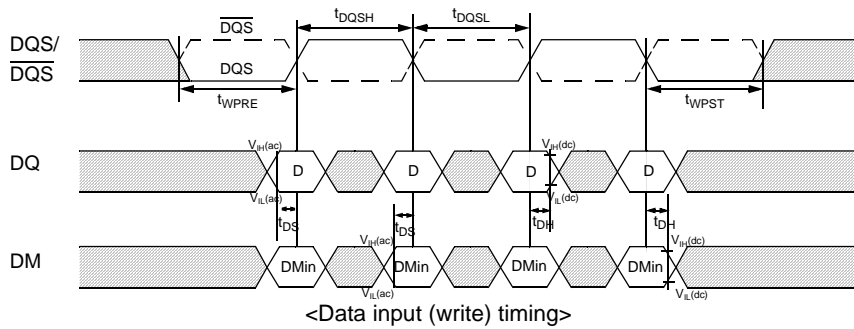 DQS
tDQSH
tDQSL
DQS/
DQS
DQS
tWPRE
tWPST
VIH(ac)
VIH(dc)
DQ
D
D
D
D
VIL(ac)
VIL(dc)
tDS
tDS
tDH
tDH
VIH(ac)
VIH(dc)
DM
DMin
DMin
DMin
DMin
VIL(ac)
VIL(dc)
<Data input (write) timing>